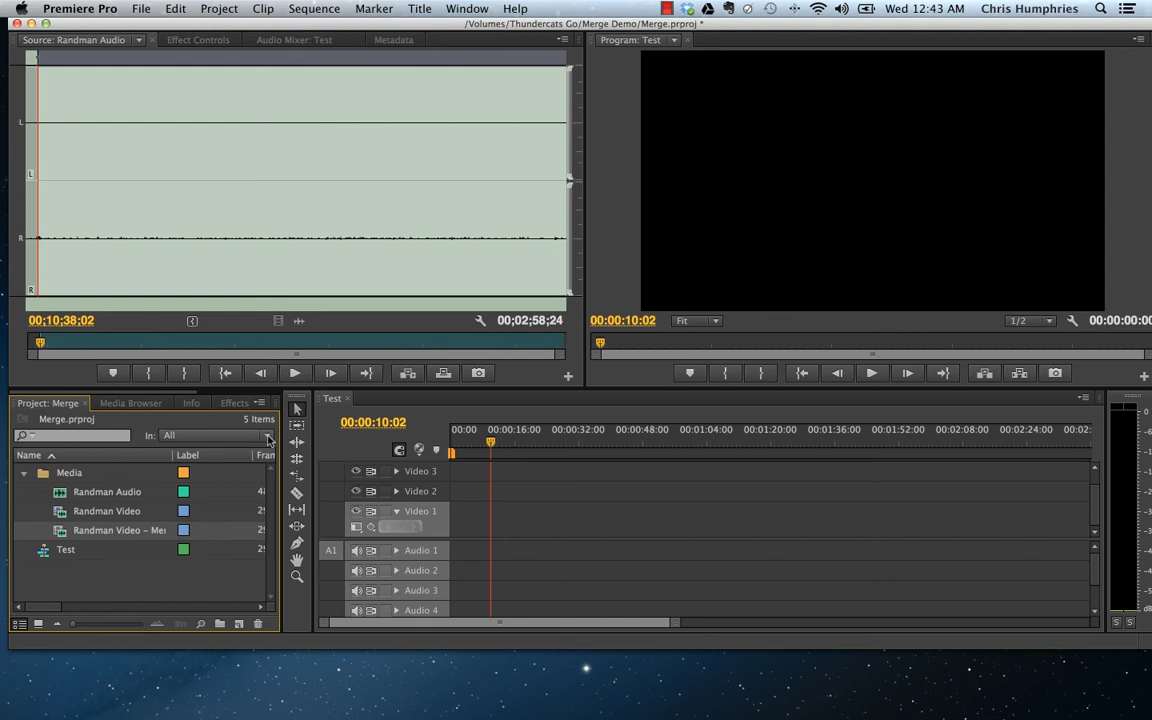 Premiere Pro File Edit Project Clip Sequence Marker Title Window Help Wed 12:43 AM Chris Humphries
/Volumes/Thundercats Go/Merge Demo/Merge.prproj *
Source: Randman Audio Effect Controls Audio Mixer: Test Metadata
Program: Test
L
L
R
R
00;10;38;02 00;02;58;24
00:00:10:02 Fit 1/2 00:00:00:0
Project: Merge Media Browser Info Effects
Merge.prproj 5 Items
In: All
Name Label Fran
Media
Randman Audio 48
Randman Video 29
Randman Video – Mer 29
Test 29
Test
00:00:10:02
00:00 00:00:16:00 00:00:32:00 00:00:48:00 00:01:04:00 00:01:20:00 00:01:36:00 00:01:52:00 00:02:08:00 00:02:24:00 00:02:
Video 3
Video 2
Video 1
A1 Audio 1
Audio 2
Audio 3
Audio 4
S S